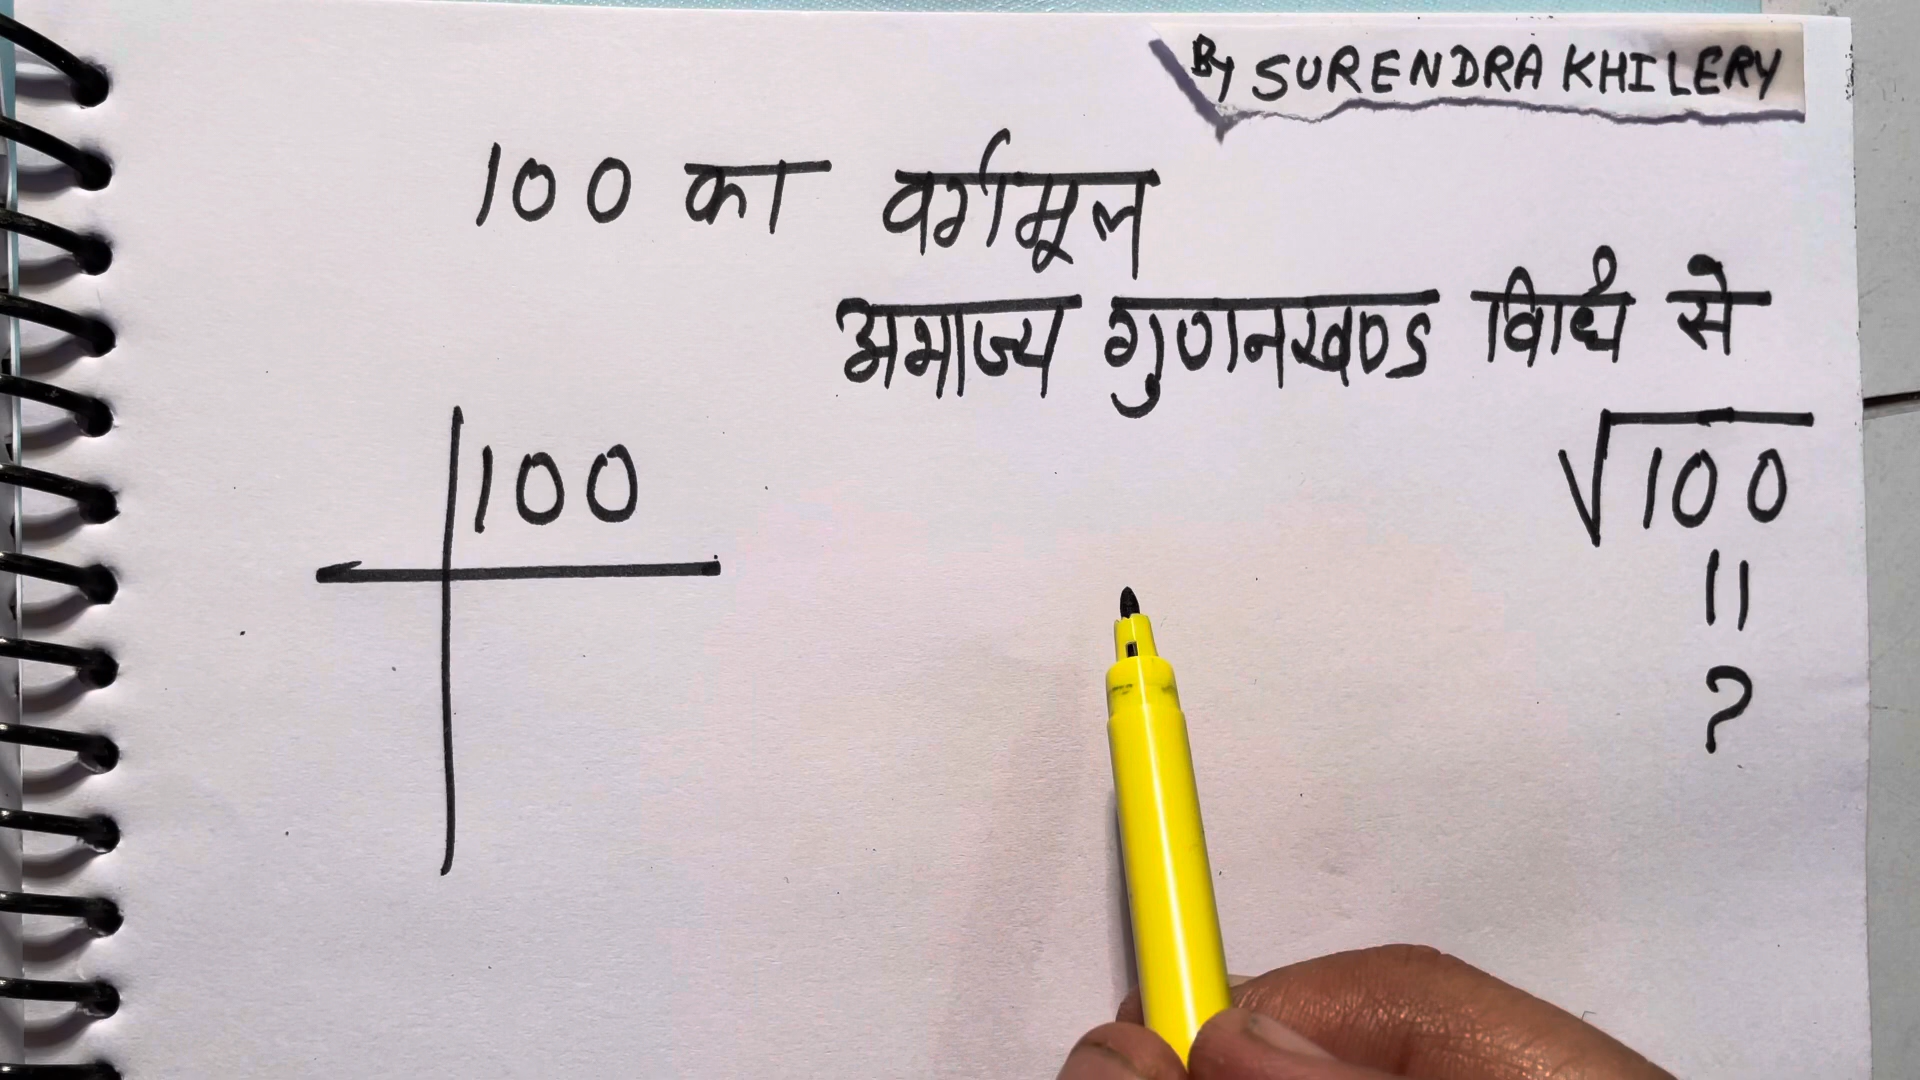 By SURENDRA KHILERY
100 का वर्गमूल
अभाज्य गुणनखण्ड विधि से
100
√100
=
?